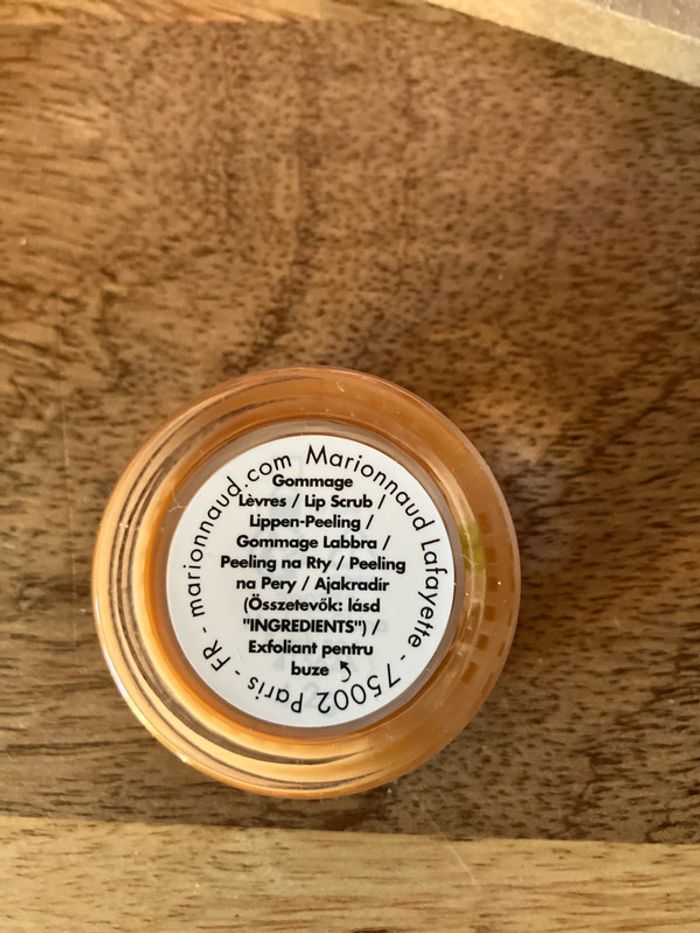 Marionnaud Lafayette - 75002 Paris - FR - marionnaud.com
Gommage
Lèvres / Lip Scrub /
Lippen-Peeling /
Gommage Labbra /
Peeling na Rty / Peeling
na Pery / Ajakradír
(Összetevők: lásd
"INGREDIENTS") /
Exfoliant pentru
buze